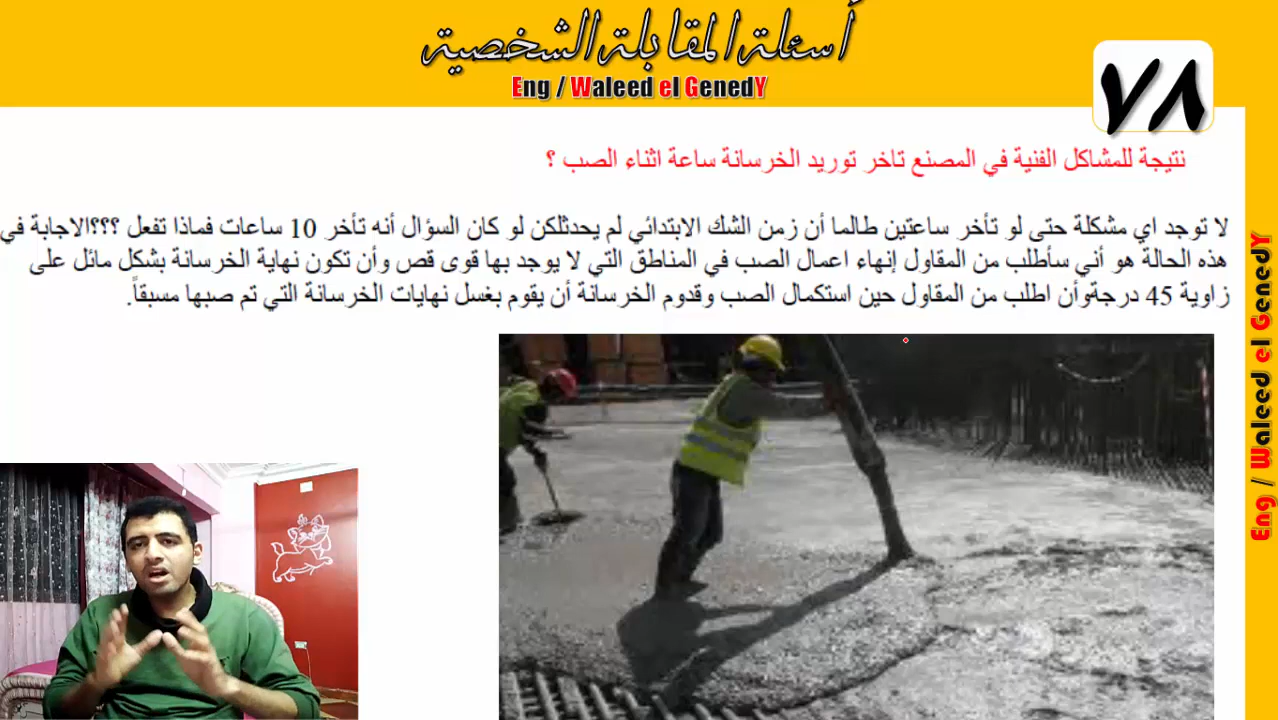 أسئلة المقابلة الشخصية
Eng / Waleed el GenedY
٧٨
نتيجة للمشاكل الفنية في المصنع تاخر توريد الخرسانة ساعة اثناء الصب ؟
لا توجد اي مشكلة حتى لو تأخر ساعتين طالما أن زمن الشك الابتدائي لم يحدثلكن لو كان السؤال أنه تأخر 10 ساعات فماذا تفعل ؟؟؟الاجابة في
هذه الحالة هو أني سأطلب من المقاول إنهاء اعمال الصب في المناطق التي لا يوجد بها قوى قص وأن تكون نهاية الخرسانة بشكل مائل على
زاوية 45 درجةوأن اطلب من المقاول حين استكمال الصب وقدوم الخرسانة أن يقوم بغسل نهايات الخرسانة التي تم صبها مسبقاً.
Eng / Waleed el GenedY